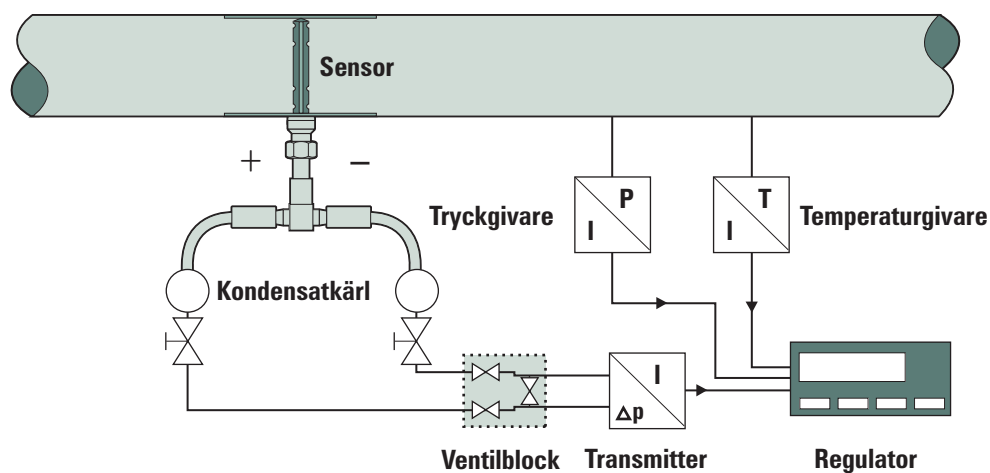 Sensor
+ −
P
I
T
I
Tryckgivare
Temperaturgivare
Kondensatkärl
I
Δp
Ventilblock
Transmitter
Regulator